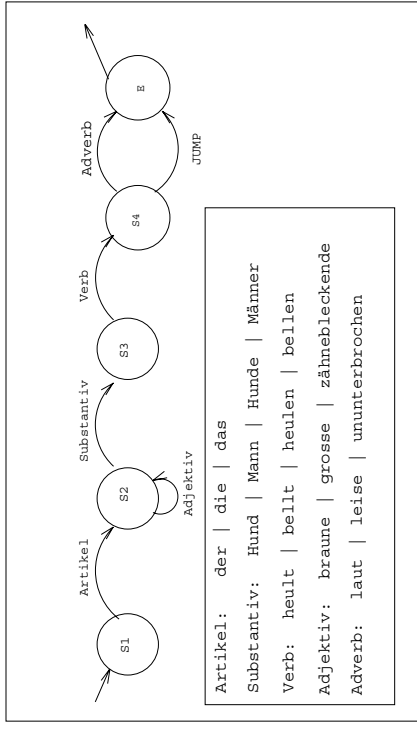 Artikel
Substantiv
Verb
Adverb
S1
S2
S3
S4
E
Adjektiv
JUMP
Artikel: der | die | das
Substantiv: Hund | Mann | Hunde | Männer
Verb: heult | bellt | heulen | bellen
Adjektiv: braune | grosse | zähnebleckende
Adverb: laut | leise | ununterbrochen